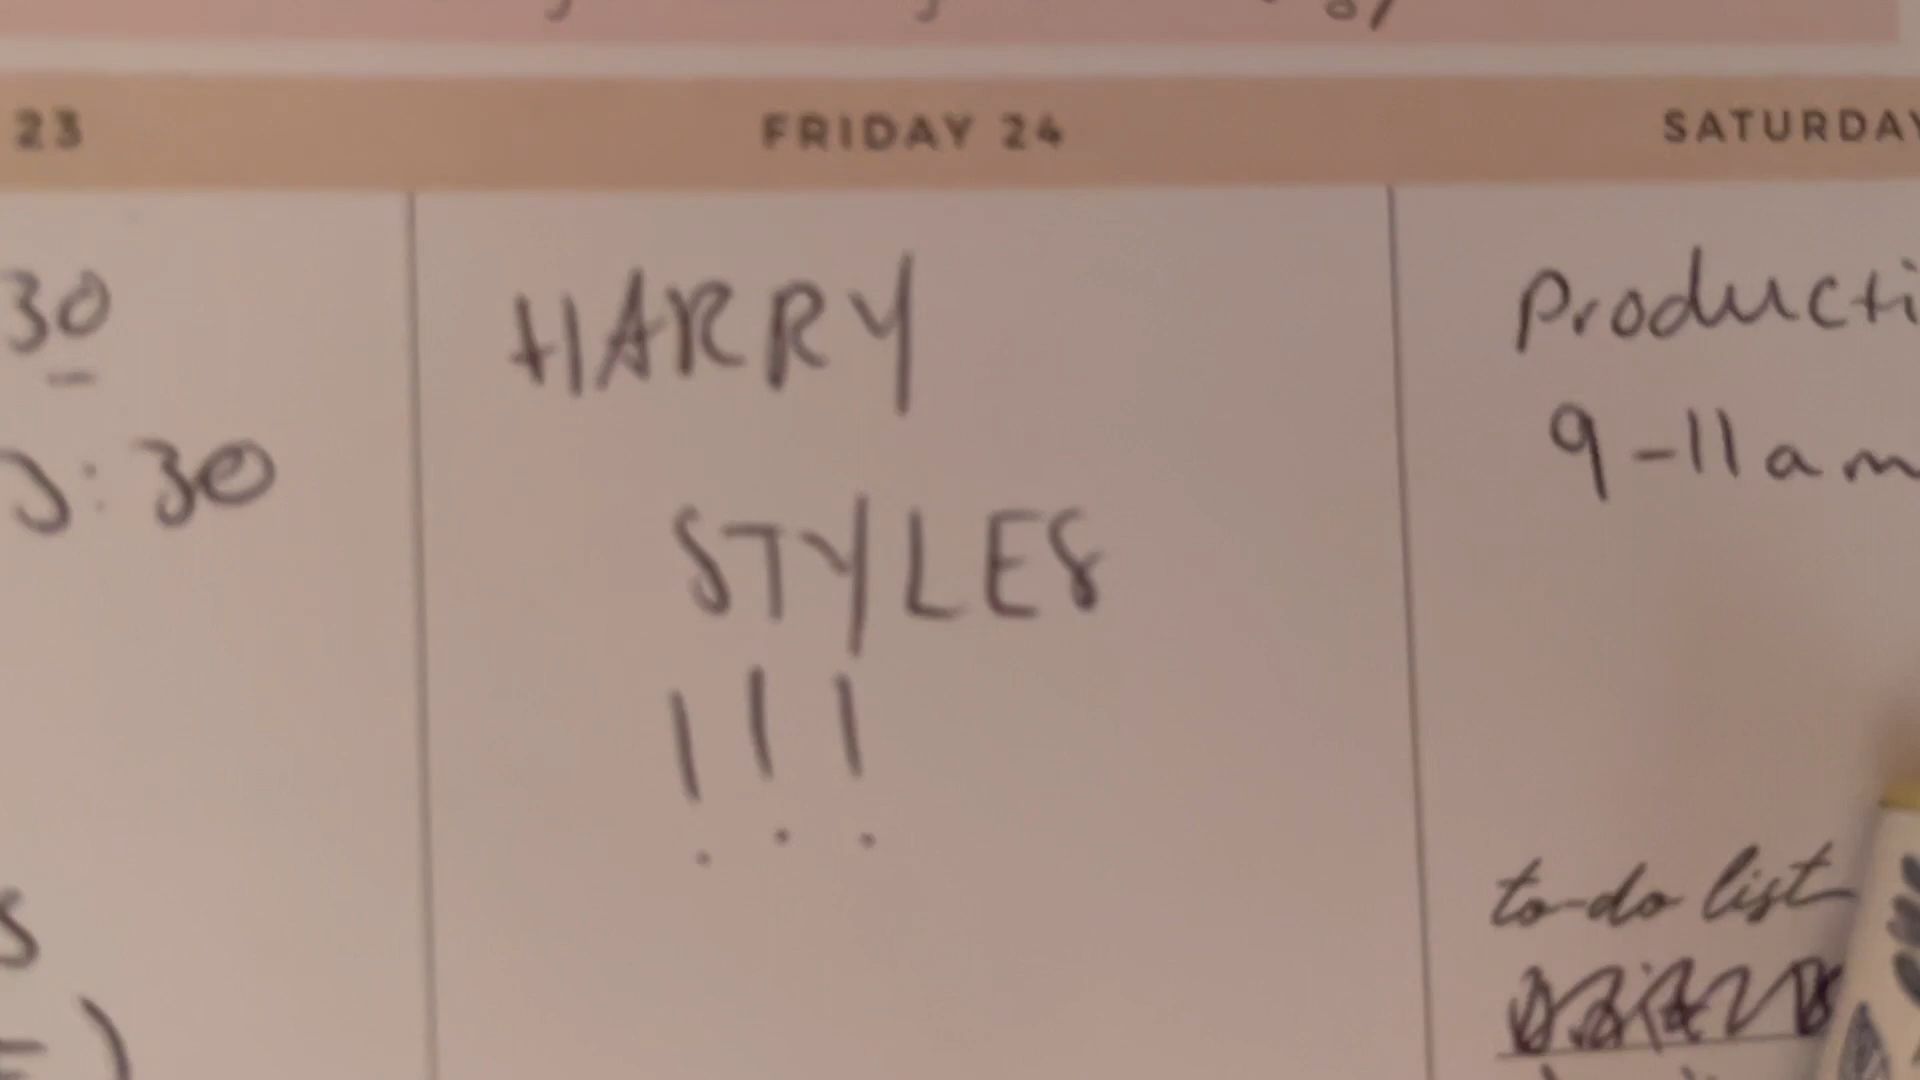 23
FRIDAY 24
SATURDAY
30
HARRY
Producti
:30
9-11am
STYLES
!!!
to-do list